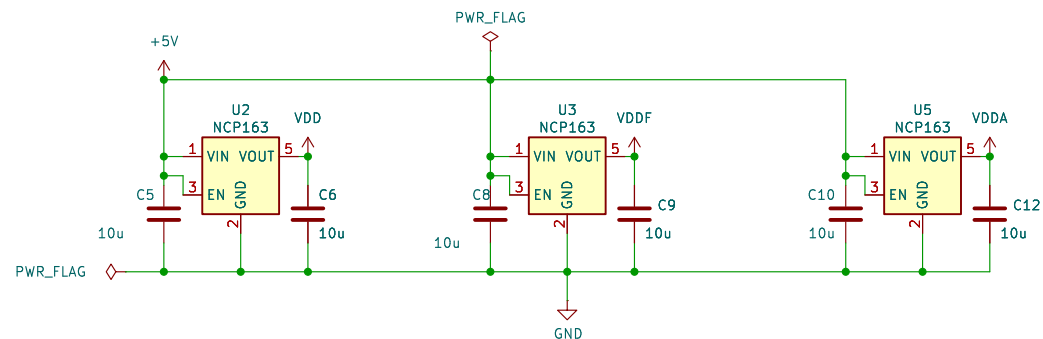 PWR_FLAG
+5V
U2
NCP163
VDD
1
VIN
VOUT
5
3
EN
GND
2
C5
10u
C6
10u
U3
NCP163
VDDF
1
VIN
VOUT
5
3
EN
GND
2
C8
10u
C9
10u
U5
NCP163
VDDA
1
VIN
VOUT
5
3
EN
GND
2
C10
10u
C12
10u
PWR_FLAG
GND